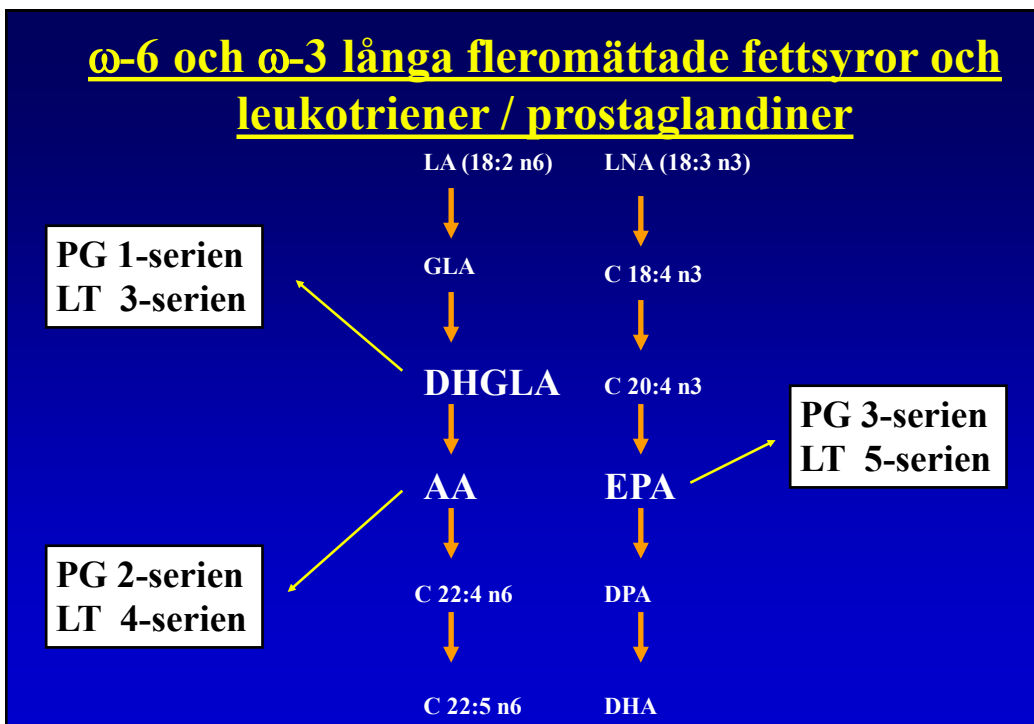 ω-6 och ω-3 långa fleromättade fettsyror och
leukotriener / prostaglandiner
LA (18:2 n6) LNA (18:3 n3)
PG 1-serien
LT 3-serien
GLA C 18:4 n3
DHGLA C 20:4 n3
PG 3-serien
LT 5-serien
AA EPA
PG 2-serien
LT 4-serien
C 22:4 n6 DPA
C 22:5 n6 DHA